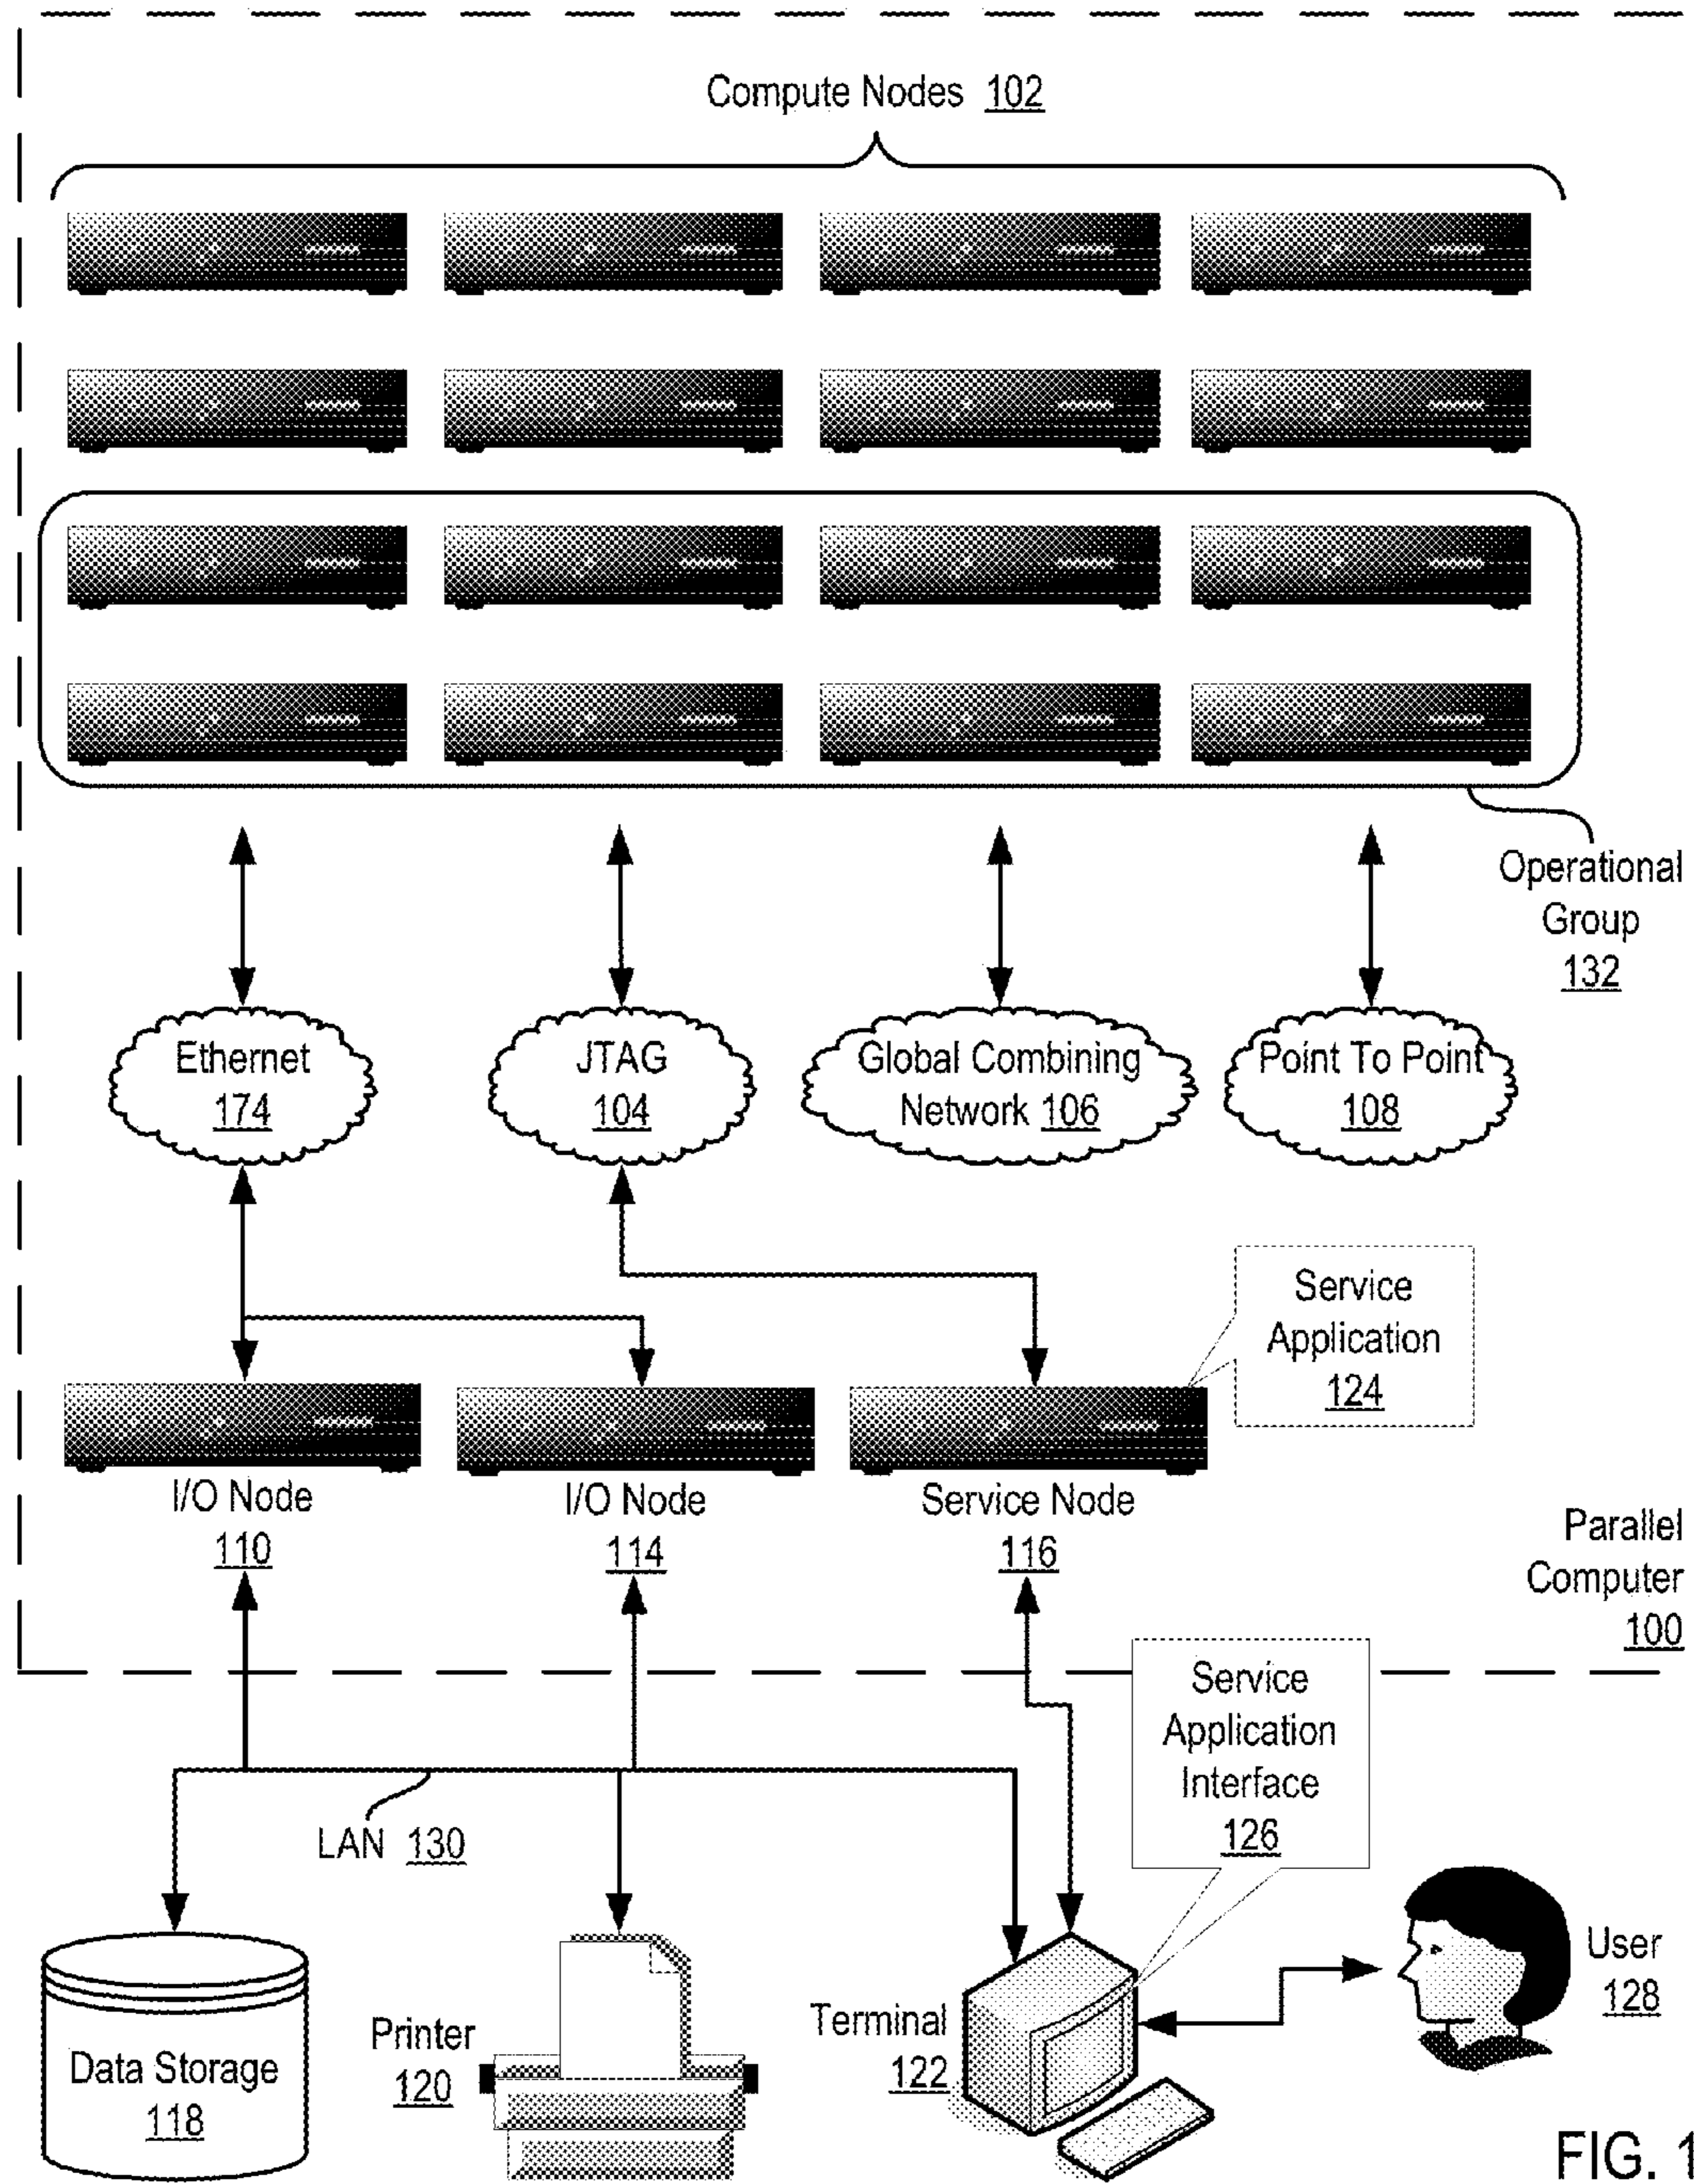 Compute Nodes 102
Operational
Group
132
Ethernet
174
JTAG
104
Global Combining
Network 106
Point To Point
108
Service
Application
124
I/O Node
110
I/O Node
114
Service Node
116
Parallel
Computer
100
Service
Application
Interface
126
LAN 130
Data Storage
118
Printer
120
Terminal
122
User
128
FIG. 1